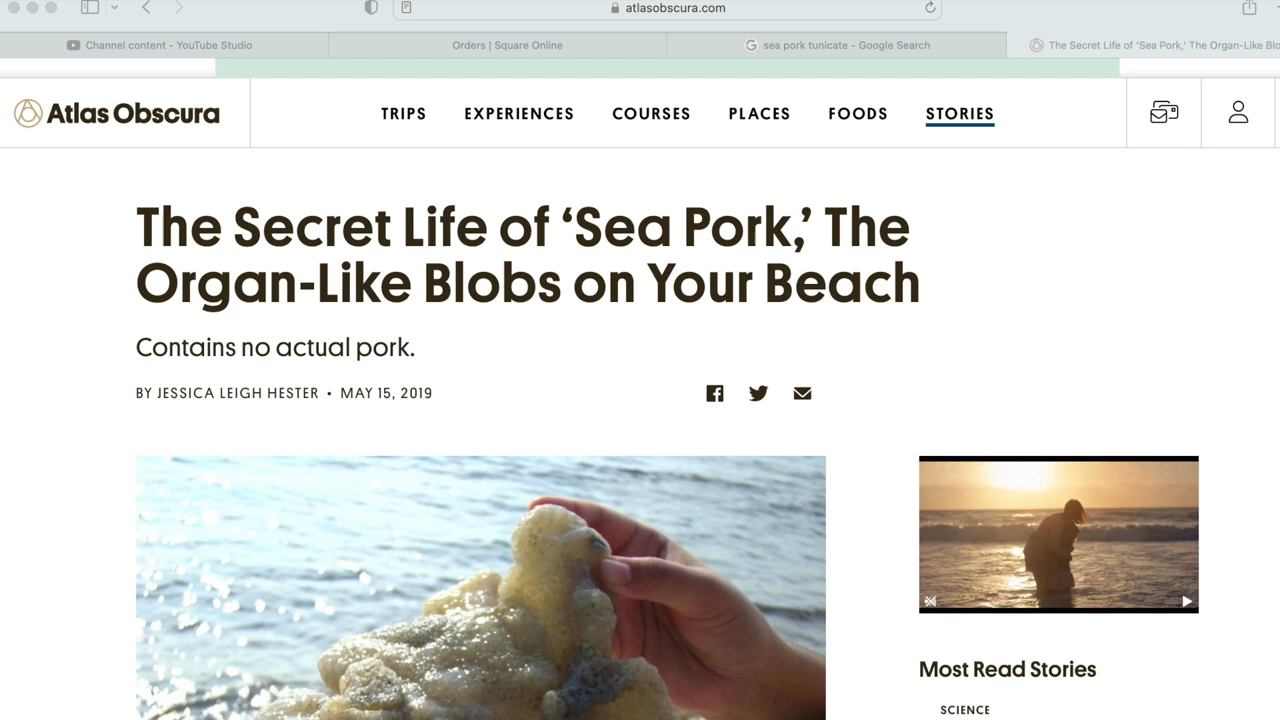 atlasobscura.com
Channel content - YouTube Studio
Orders | Square Online
sea pork tunicate - Google Search
The Secret Life of 'Sea Pork,' The Organ-Like Blo
Atlas Obscura
TRIPS
EXPERIENCES
COURSES
PLACES
FOODS
STORIES
The Secret Life of ‘Sea Pork,’ The
Organ-Like Blobs on Your Beach
Contains no actual pork.
BY JESSICA LEIGH HESTER • MAY 15, 2019
Most Read Stories
SCIENCE